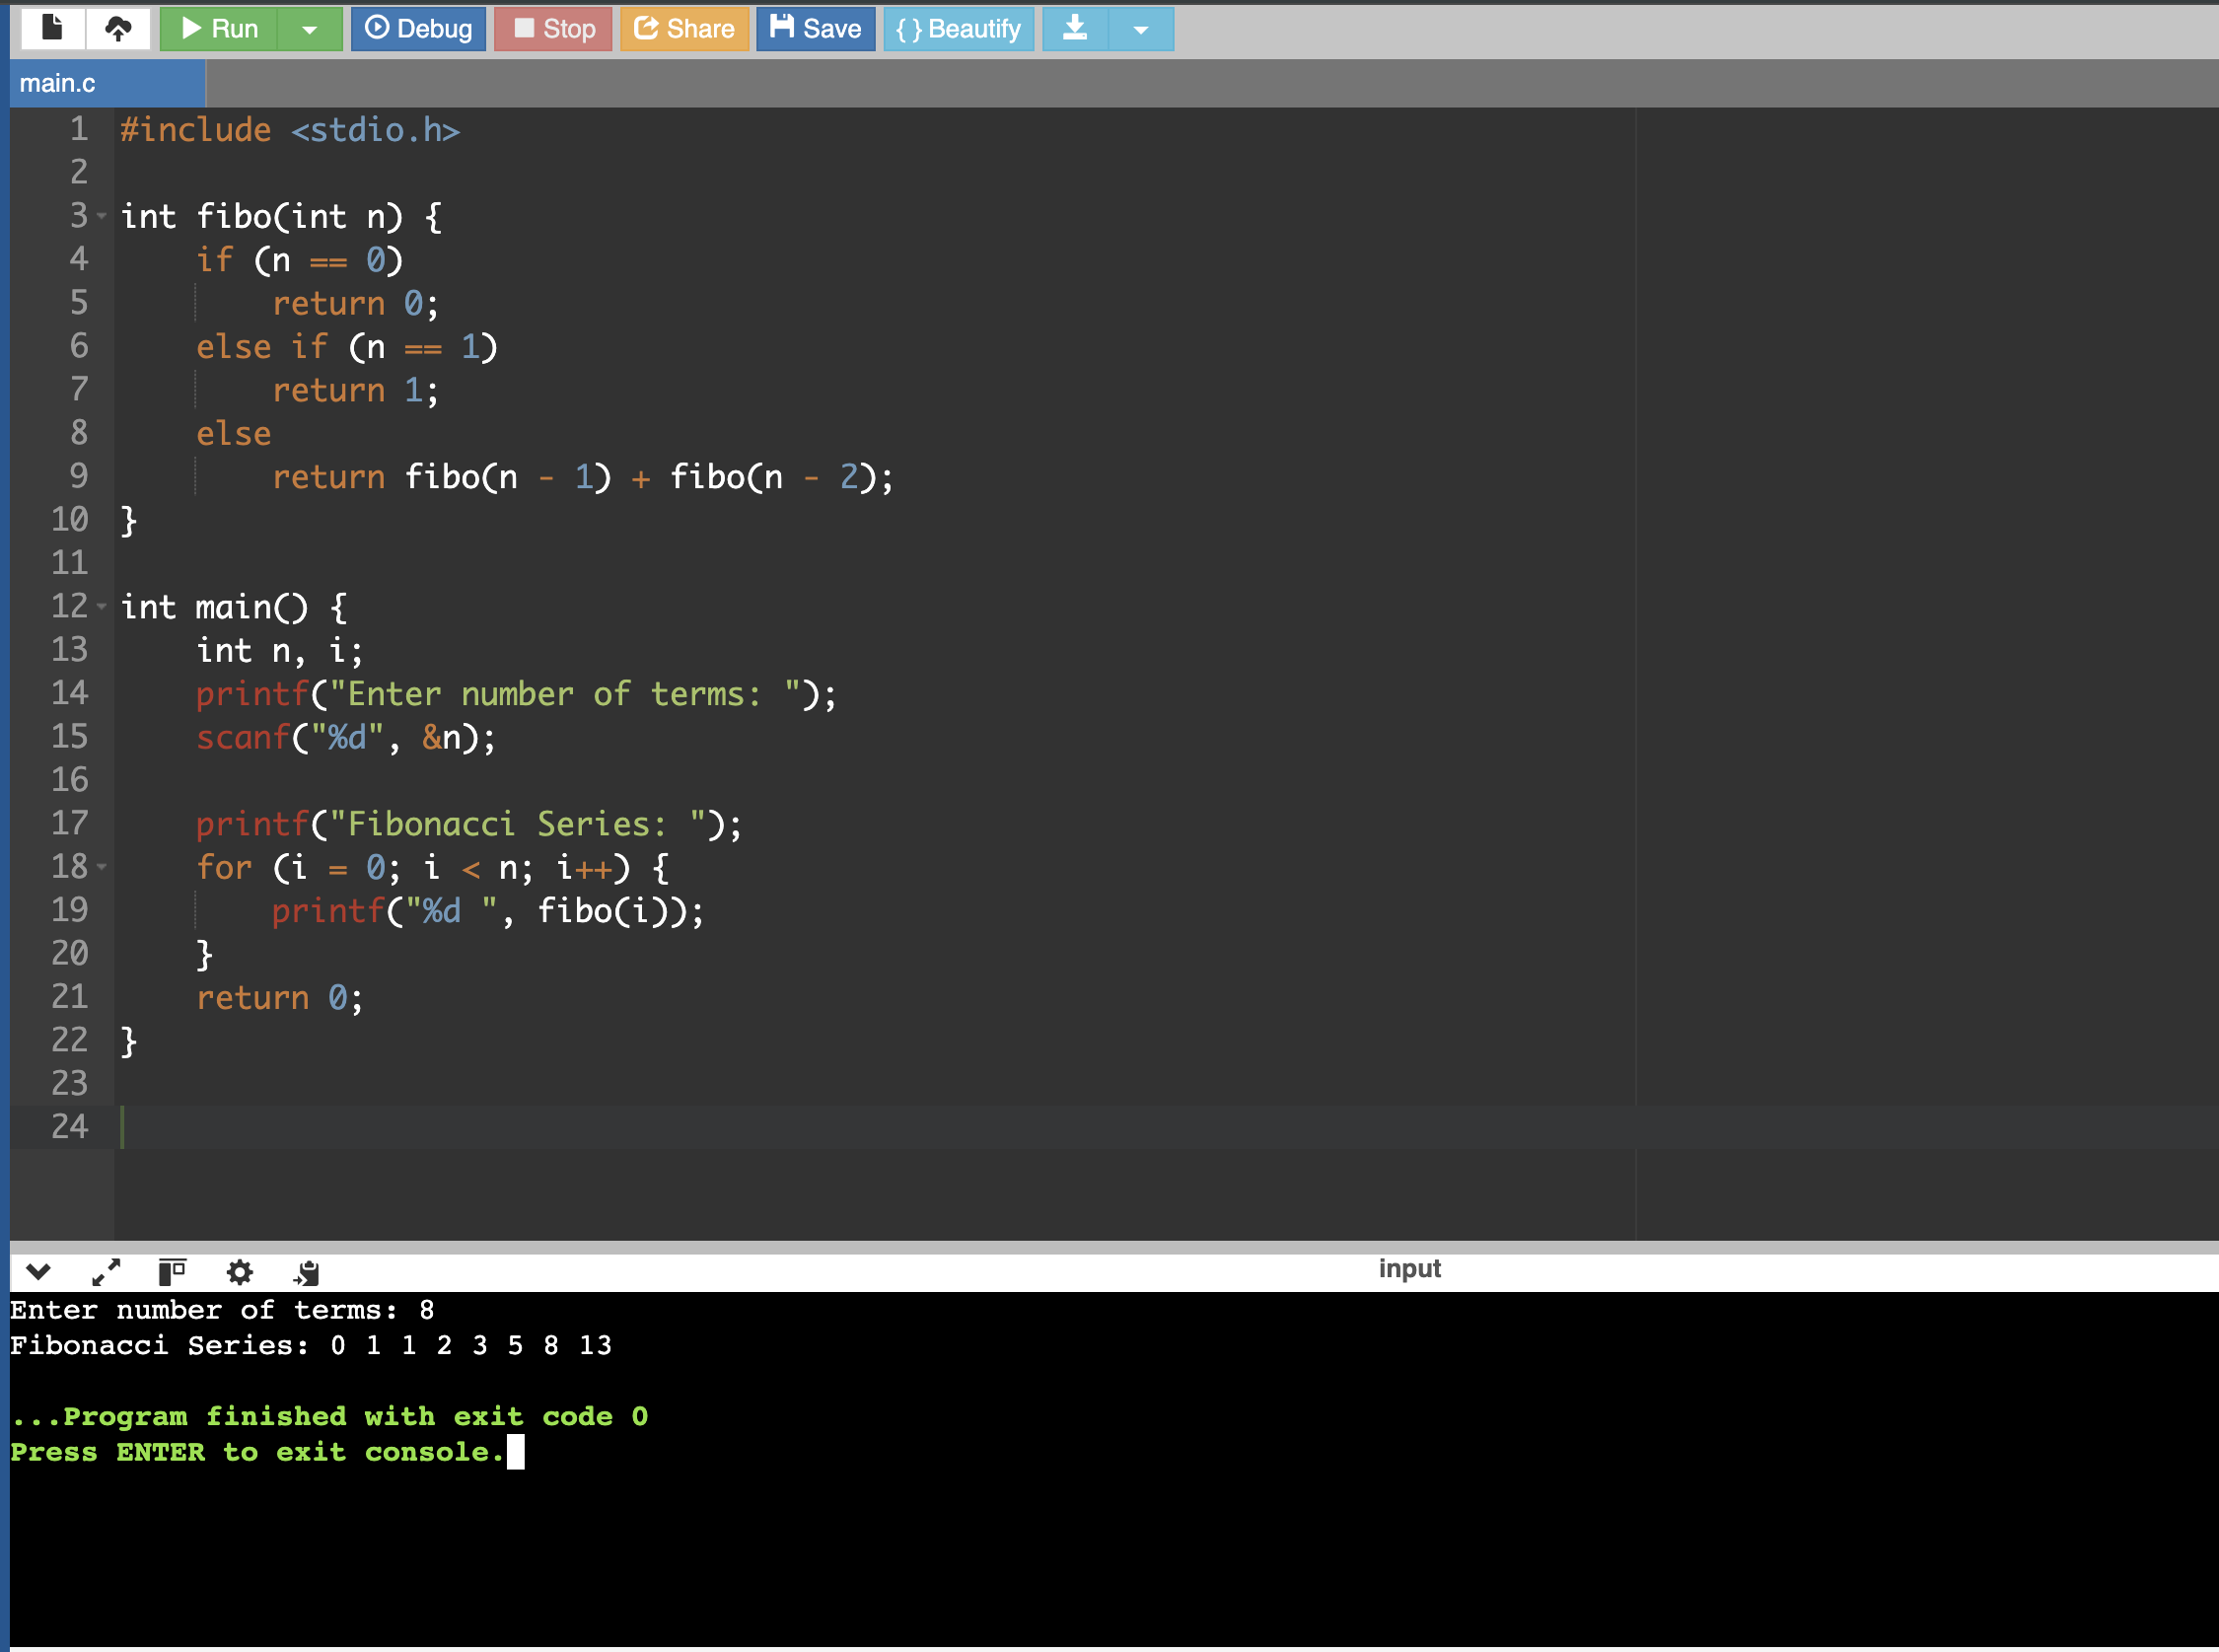 Run Debug Stop Share Save { } Beautify
main.c
1 #include <stdio.h>
2
3 int fibo(int n) {
4     if (n == 0)
5         return 0;
6     else if (n == 1)
7         return 1;
8     else
9         return fibo(n - 1) + fibo(n - 2);
10 }
11
12 int main() {
13     int n, i;
14     printf("Enter number of terms: ");
15     scanf("%d", &n);
16
17     printf("Fibonacci Series: ");
18     for (i = 0; i < n; i++) {
19         printf("%d ", fibo(i));
20     }
21     return 0;
22 }
23
24
input
Enter number of terms: 8
Fibonacci Series: 0 1 1 2 3 5 8 13
...Program finished with exit code 0
Press ENTER to exit console.